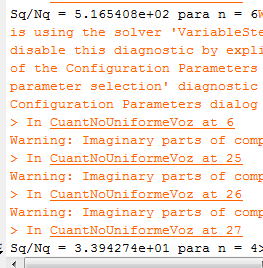 Sq/Nq = 5.165408e+02 para n = 6W
is using the solver 'VariableSte
disable this diagnostic by expli
of the Configuration Parameters
parameter selection' diagnostic
Configuration Parameters dialog
> In CuantNoUniformeVoz at 6
Warning: Imaginary parts of comp
> In CuantNoUniformeVoz at 25
Warning: Imaginary parts of comp
> In CuantNoUniformeVoz at 26
Warning: Imaginary parts of comp
> In CuantNoUniformeVoz at 27
Sq/Nq = 3.394274e+01 para n = 4>